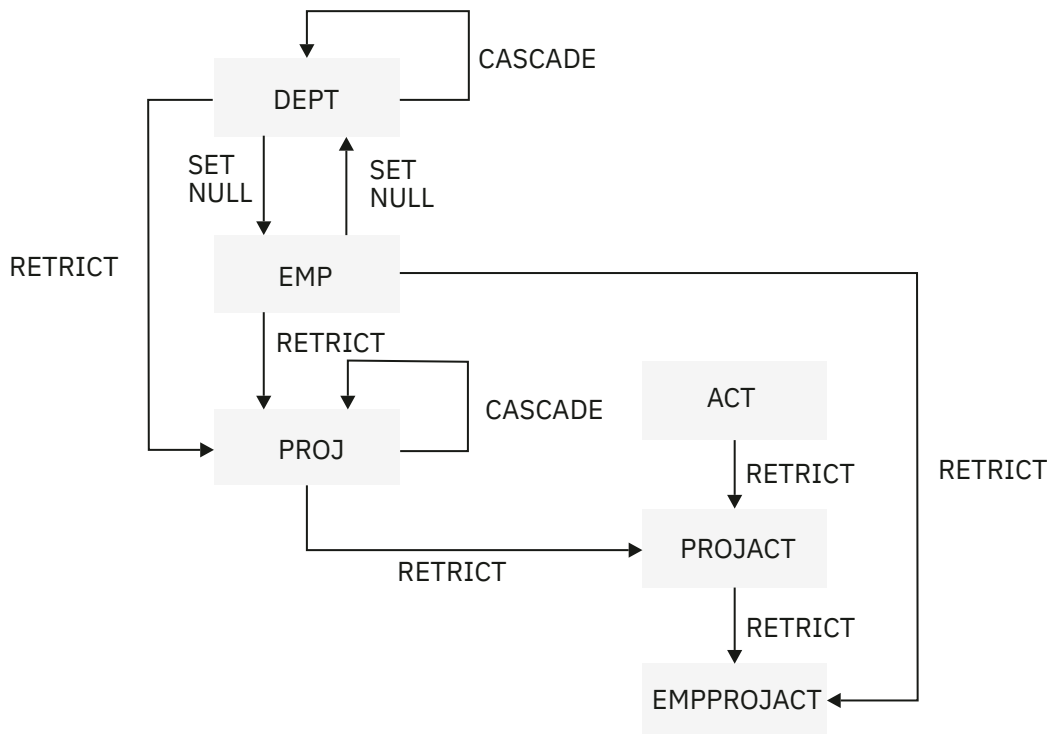 CASCADE
DEPT
SET
NULL
SET
NULL
RETRICT
EMP
RETRICT
CASCADE
ACT
PROJ
RETRICT
RETRICT
PROJACT
RETRICT
RETRICT
EMPPROJACT